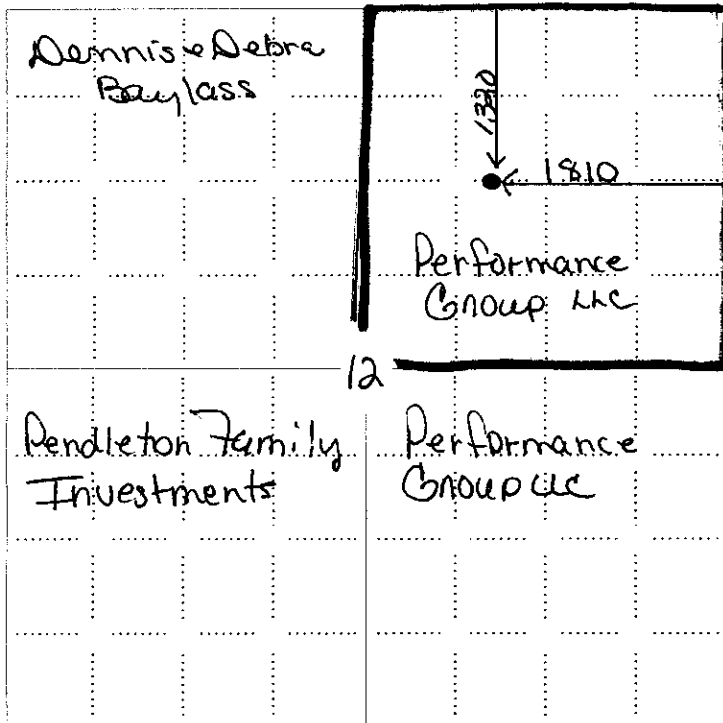 Dennis & Debra
Baylass
1320
1810
Performance
Group LLC
12
Pendleton Family
Investments
Performance
Group LLC